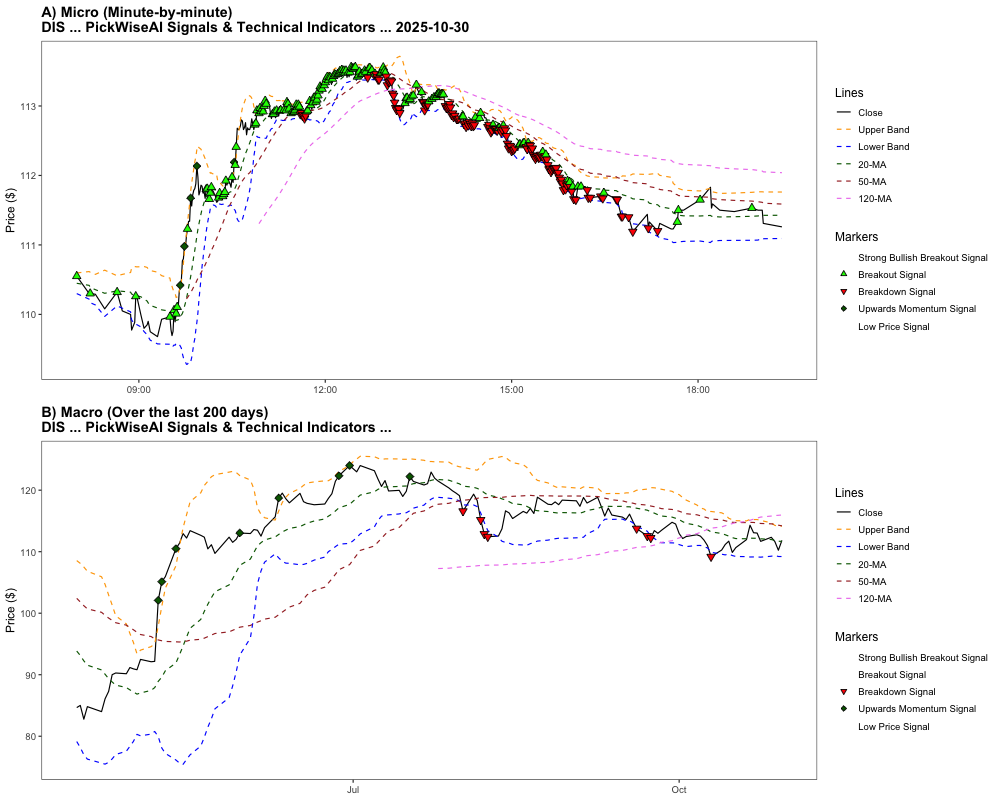 A) Micro (Minute-by-minute)
DIS ... PickWiseAI Signals & Technical Indicators ... 2025-10-30
Price ($)
113
112
111
110
09:00
12:00
15:00
18:00
Lines
Close
Upper Band
Lower Band
20-MA
50-MA
120-MA
Markers
Strong Bullish Breakout Signal
Breakout Signal
Breakdown Signal
Upwards Momentum Signal
Low Price Signal
B) Macro (Over the last 200 days)
DIS ... PickWiseAI Signals & Technical Indicators ...
Price ($)
120
110
100
90
80
Jul
Oct
Lines
Close
Upper Band
Lower Band
20-MA
50-MA
120-MA
Markers
Strong Bullish Breakout Signal
Breakout Signal
Breakdown Signal
Upwards Momentum Signal
Low Price Signal